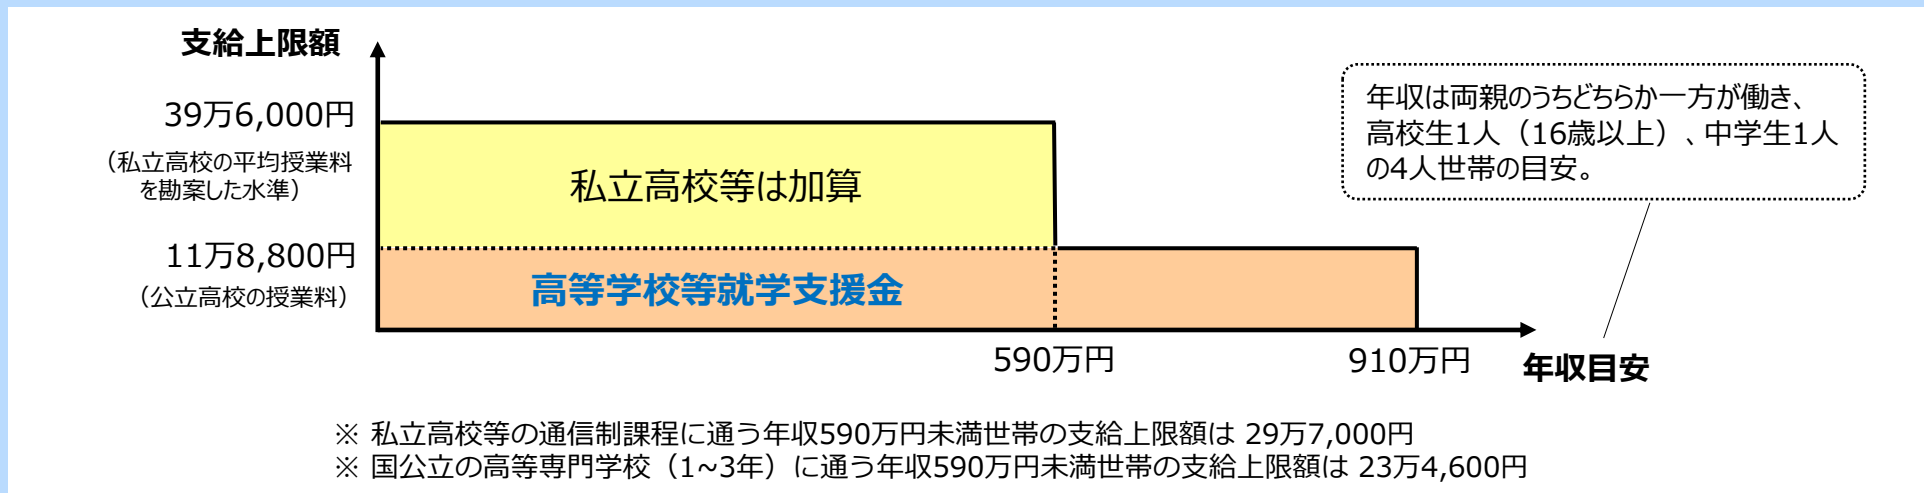 支給上限額
39万6,000円
（私立高校の平均授業料
を勘案した水準）
11万8,800円
（公立高校の授業料）
私立高校等は加算
高等学校等就学支援金
590万円
910万円
年収目安
年収は両親のうちどちらか一方が働き、
高校生1人（16歳以上）、中学生1人
の4人世帯の目安。
※ 私立高校等の通信制課程に通う年収590万円未満世帯の支給上限額は 29万7,000円
※ 国公立の高等専門学校（1~3年）に通う年収590万円未満世帯の支給上限額は 23万4,600円